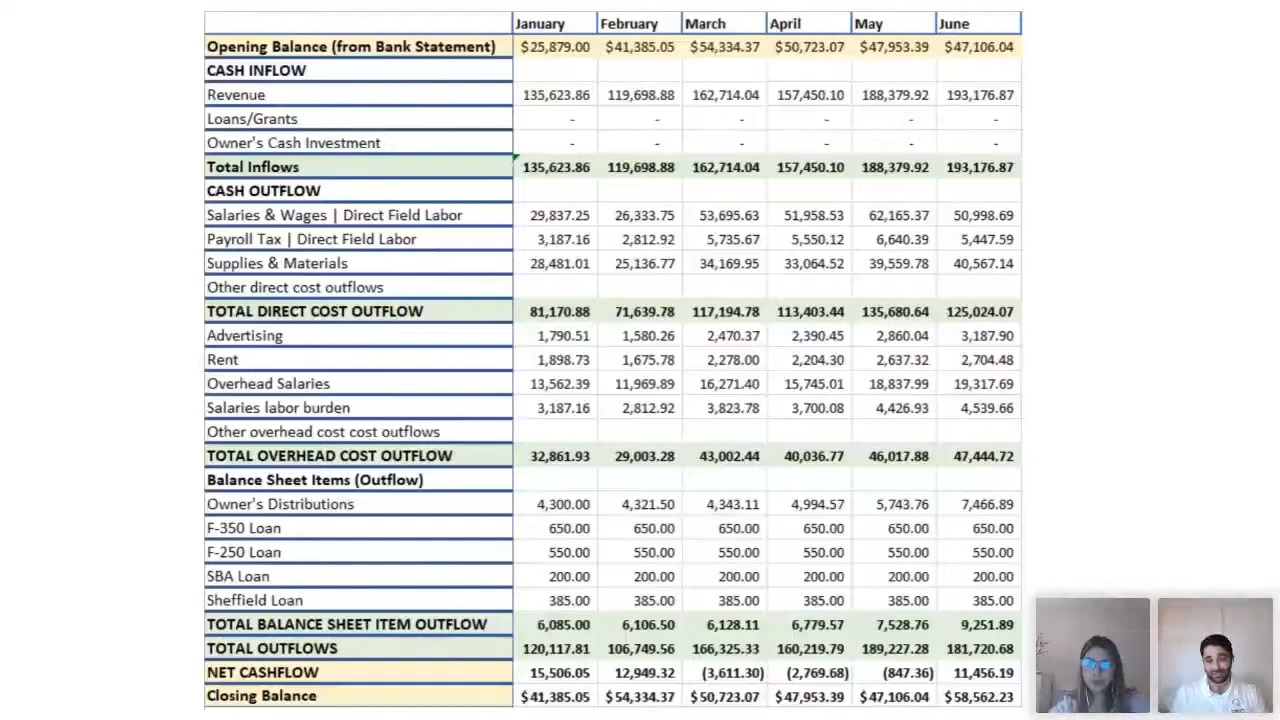 January February March April May June
Opening Balance (from Bank Statement) $25,879.00 $41,385.05 $54,334.37 $50,723.07 $47,953.39 $47,106.04
CASH INFLOW
Revenue 135,623.86 119,698.88 162,714.04 157,450.10 188,379.92 193,176.87
Loans/Grants - - - - - -
Owner's Cash Investment - - - - - -
Total Inflows 135,623.86 119,698.88 162,714.04 157,450.10 188,379.92 193,176.87
CASH OUTFLOW
Salaries & Wages | Direct Field Labor 29,837.25 26,333.75 53,695.63 51,958.53 62,165.37 50,998.69
Payroll Tax | Direct Field Labor 3,187.16 2,812.92 5,735.67 5,550.12 6,640.39 5,447.59
Supplies & Materials 28,481.01 25,136.77 34,169.95 33,064.52 39,559.78 40,567.14
Other direct cost outflows
TOTAL DIRECT COST OUTFLOW 81,170.88 71,639.78 117,194.78 113,403.44 135,680.64 125,024.07
Advertising 1,790.51 1,580.26 2,470.37 2,390.45 2,860.04 3,187.90
Rent 1,898.73 1,675.78 2,278.00 2,204.30 2,637.32 2,704.48
Overhead Salaries 13,562.39 11,969.89 16,271.40 15,745.01 18,837.99 19,317.69
Salaries labor burden 3,187.16 2,812.92 3,823.78 3,700.08 4,426.93 4,539.66
Other overhead cost cost outflows
TOTAL OVERHEAD COST OUTFLOW 32,861.93 29,003.28 43,002.44 40,036.77 46,017.88 47,444.72
Balance Sheet Items (Outflow)
Owner's Distributions 4,300.00 4,321.50 4,343.11 4,994.57 5,743.76 7,466.89
F-350 Loan 650.00 650.00 650.00 650.00 650.00 650.00
F-250 Loan 550.00 550.00 550.00 550.00 550.00 550.00
SBA Loan 200.00 200.00 200.00 200.00 200.00 200.00
Sheffield Loan 385.00 385.00 385.00 385.00 385.00 385.00
TOTAL BALANCE SHEET ITEM OUTFLOW 6,085.00 6,106.50 6,128.11 6,779.57 7,528.76 9,251.89
TOTAL OUTFLOWS 120,117.81 106,749.56 166,325.33 160,219.79 189,227.28 181,720.68
NET CASHFLOW 15,506.05 12,949.32 (3,611.30) (2,769.68) (847.36) 11,456.19
Closing Balance $41,385.05 $54,334.37 $50,723.07 $47,953.39 $47,106.04 $58,562.23